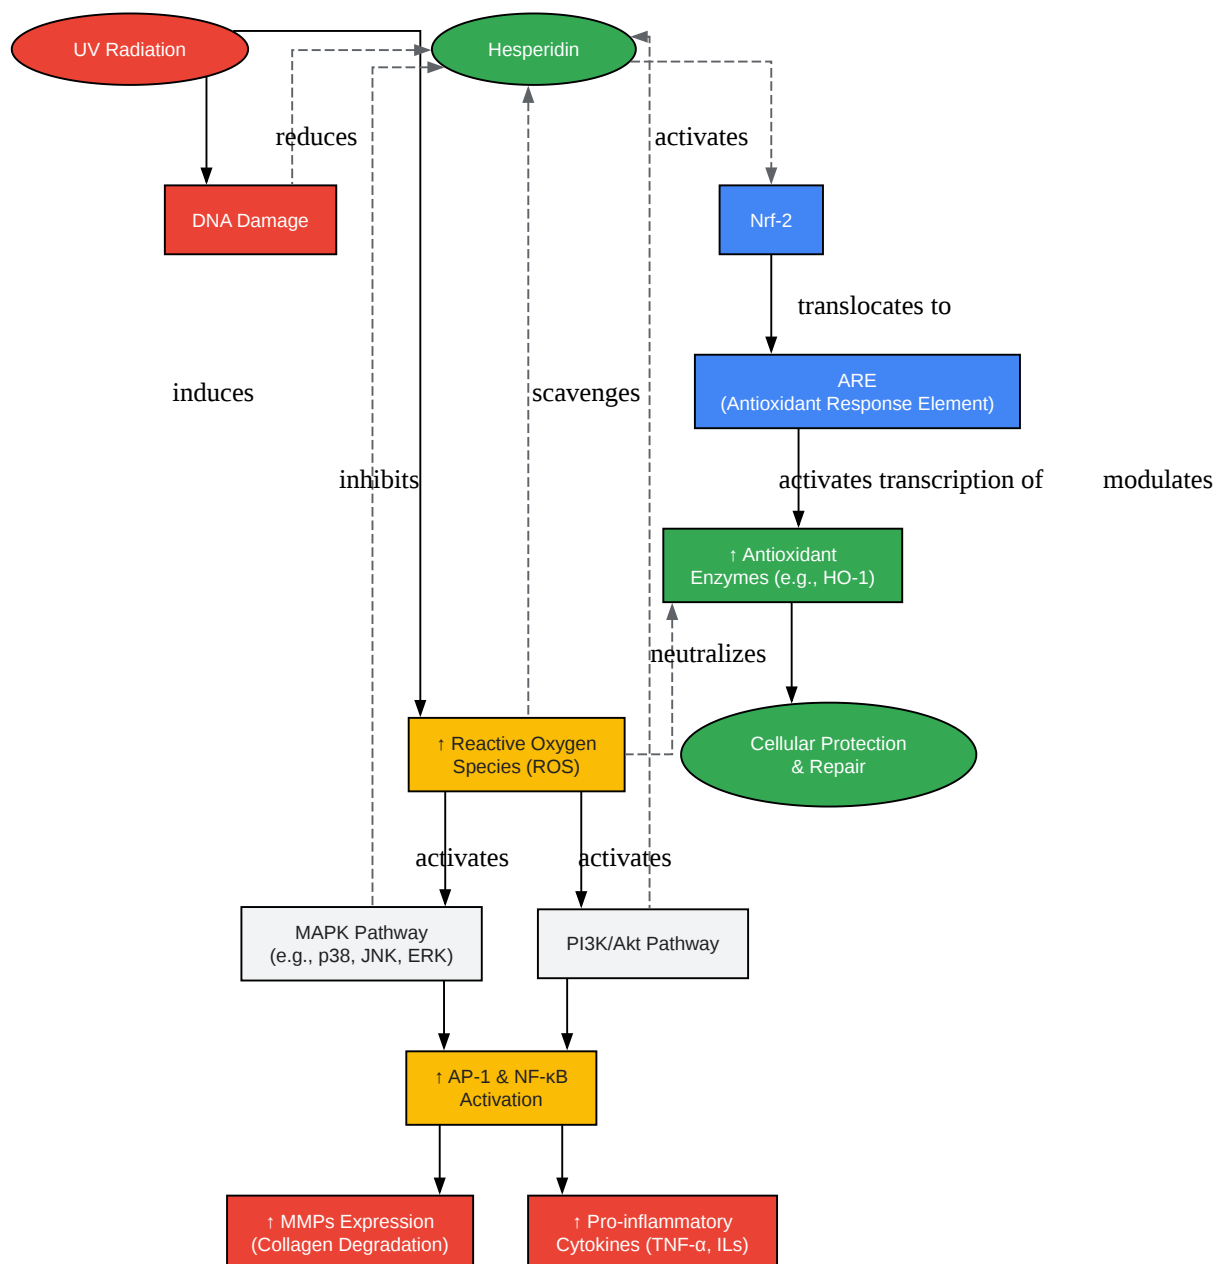 UV Radiation
Hesperidin
reduces
activates
DNA Damage
Nrf-2
translocates to
ARE
(Antioxidant Response Element)
induces
scavenges
inhibits
activates transcription of
modulates
↑ Antioxidant
Enzymes (e.g., HO-1)
neutralizes
↑ Reactive Oxygen
Species (ROS)
Cellular Protection
& Repair
activates
activates
MAPK Pathway
(e.g., p38, JNK, ERK)
PI3K/Akt Pathway
↑ AP-1 & NF-κB
Activation
↑ MMPs Expression
(Collagen Degradation)
↑ Pro-inflammatory
Cytokines (TNF-α, ILs)